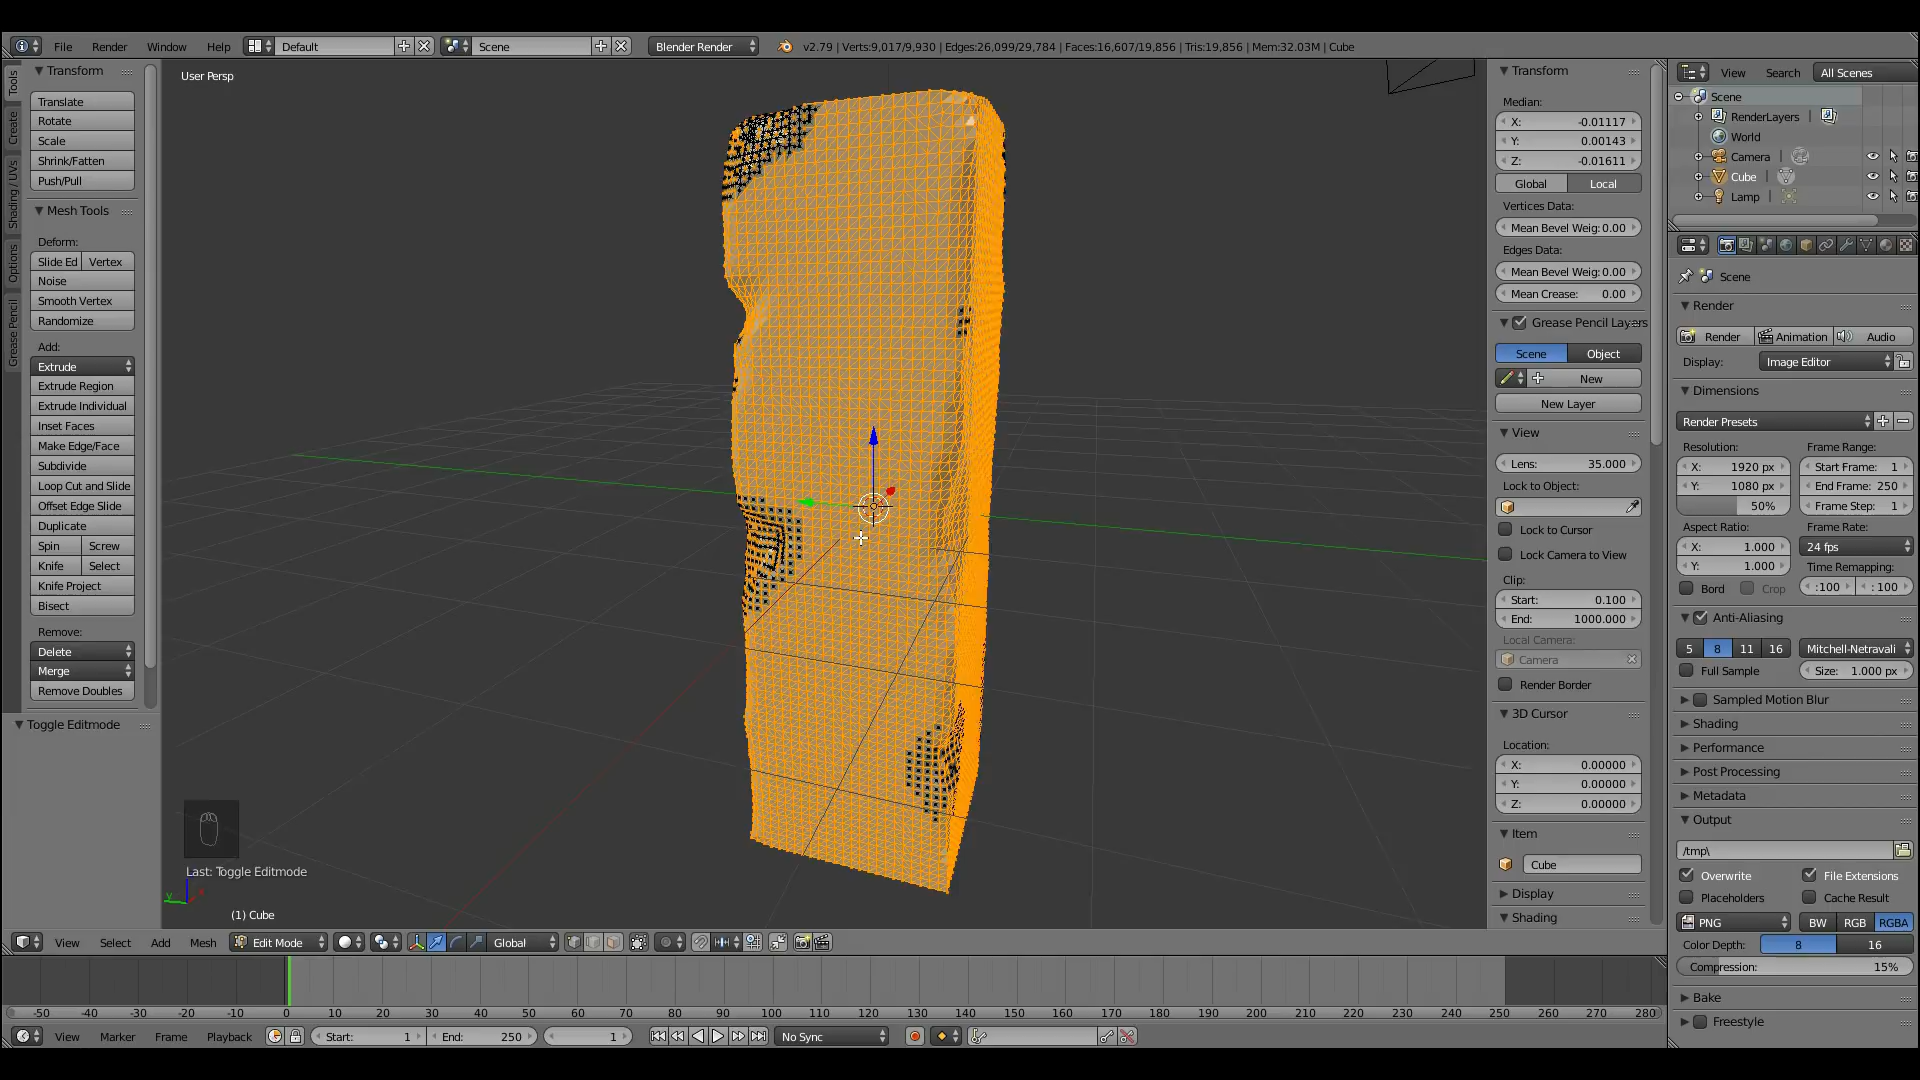 File Render Window Help Default Scene Blender Render v2.79 | Verts:9,017/9,930 | Edges:26,099/29,784 | Faces:16,607/19,856 | Tris:19,856 | Mem:32.03M | Cube
Tools
Create
Shading / UVs
Options
Grease Pencil
Transform
Translate
Rotate
Scale
Shrink/Fatten
Push/Pull
Mesh Tools
Deform:
Slide Ed Vertex
Noise
Smooth Vertex
Randomize
Add:
Extrude
Extrude Region
Extrude Individual
Inset Faces
Make Edge/Face
Subdivide
Loop Cut and Slide
Offset Edge Slide
Duplicate
Spin Screw
Knife Select
Knife Project
Bisect
Remove:
Delete
Merge
Remove Doubles
Toggle Editmode
User Persp
Last: Toggle Editmode
(1) Cube
Transform
Median:
X: -0.01117
Y: 0.00143
Z: -0.01611
Global Local
Vertices Data:
Mean Bevel Weig: 0.00
Edges Data:
Mean Bevel Weig: 0.00
Mean Crease: 0.00
Grease Pencil Layers
Scene Object
New
New Layer
View
Lens: 35.000
Lock to Object:
Lock to Cursor
Lock Camera to View
Clip:
Start: 0.100
End: 1000.000
Local Camera:
Camera
Render Border
3D Cursor
Location:
X: 0.00000
Y: 0.00000
Z: 0.00000
Item
Cube
Display
Shading
View Search All Scenes
Scene
RenderLayers
World
Camera
Cube
Lamp
Scene
Render
Render Animation Audio
Display: Image Editor
Dimensions
Render Presets
Resolution: Frame Range:
X: 1920 px Start Frame: 1
Y: 1080 px End Frame: 250
50% Frame Step: 1
Aspect Ratio: Frame Rate:
X: 1.000 24 fps
Y: 1.000 Time Remapping:
Bord Crop :100 : 100
Anti-Aliasing
5 8 11 16 Mitchell-Netravali
Full Sample Size: 1.000 px
Sampled Motion Blur
Shading
Performance
Post Processing
Metadata
Output
/tmp\
Overwrite File Extensions
Placeholders Cache Result
PNG BW RGB RGBA
Color Depth: 8 16
Compression: 15%
Bake
Freestyle
View Select Add Mesh Edit Mode Global
-50 -40 -30 -20 -10 0 10 20 30 40 50 60 70 80 90 100 110 120 130 140 150 160 170 180 190 200 210 220 230 240 250 260 270 280
View Marker Frame Playback Start: 1 End: 250 1 No Sync